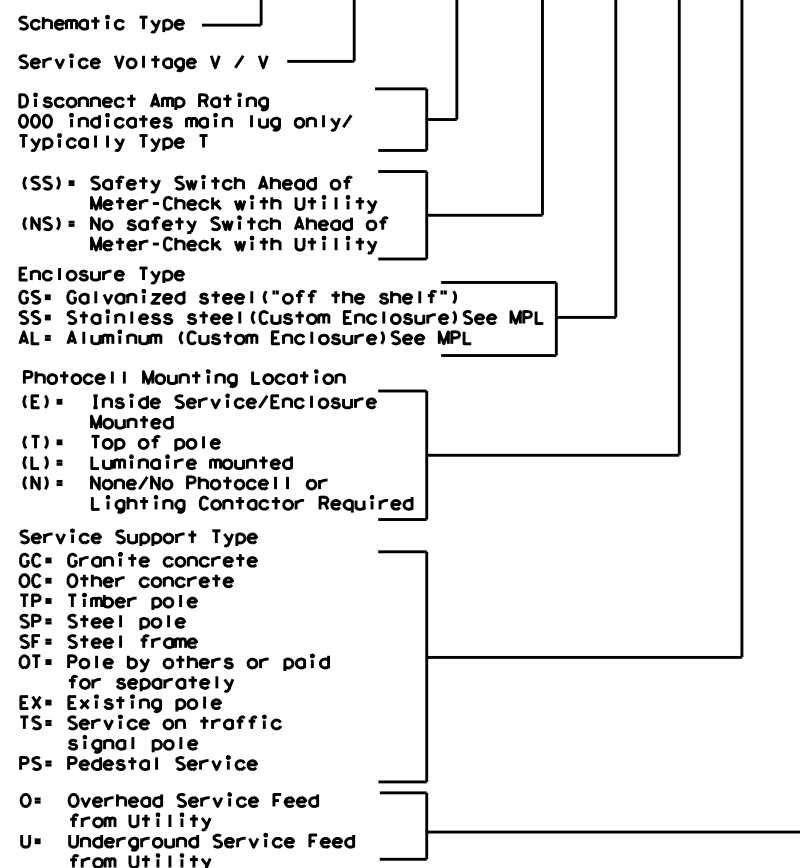 Schematic Type
Service Voltage V / V
Disconnect Amp Rating
000 indicates main lug only/
Typically Type T
(SS)= Safety Switch Ahead of
Meter-Check with Utility
(NS)= No safety Switch Ahead of
Meter-Check with Utility
Enclosure Type
GS= Galvanized steel("off the shelf")
SS= Stainless steel(Custom Enclosure)See MPL
AL= Aluminum (Custom Enclosure)See MPL
Photocell Mounting Location
(E)= Inside Service/Enclosure
Mounted
(T)= Top of pole
(L)= Luminaire mounted
(N)= None/No Photocell or
Lighting Contactor Required
Service Support Type
GC= Granite concrete
OC= Other concrete
TP= Timber pole
SP= Steel pole
SF= Steel frame
OT= Pole by others or paid
for separately
EX= Existing pole
TS= Service on traffic
signal pole
PS= Pedestal Service
O= Overhead Service Feed
from Utility
U= Underground Service Feed
from Utility